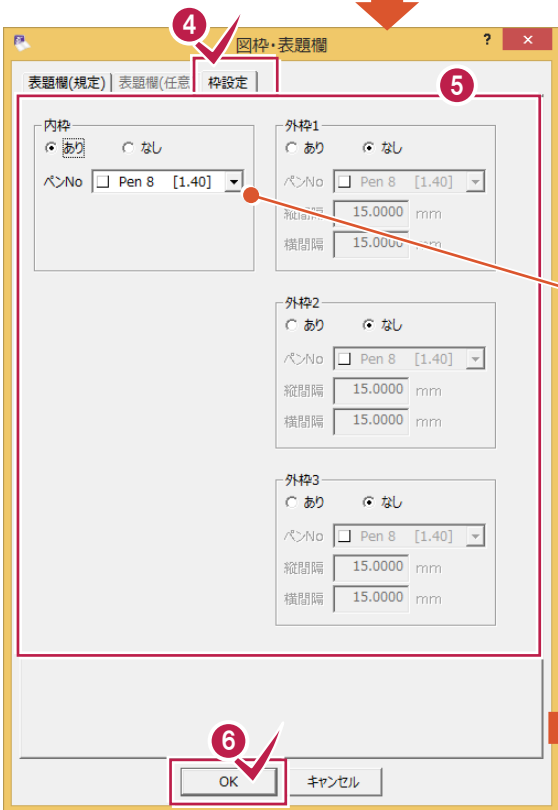 4
図枠・表題欄 ? ×
表題欄(規定) 表題欄(任意 枠設定
5
内枠
あり なし
ペンNo Pen 8 [1.40]
外枠1
あり なし
ペンNo Pen 8 [1.40]
縦間隔 15.0000 mm
横間隔 15.0000 mm
外枠2
あり なし
ペンNo Pen 8 [1.40]
縦間隔 15.0000 mm
横間隔 15.0000 mm
外枠3
あり なし
ペンNo Pen 8 [1.40]
縦間隔 15.0000 mm
横間隔 15.0000 mm
6
OK キャンセル